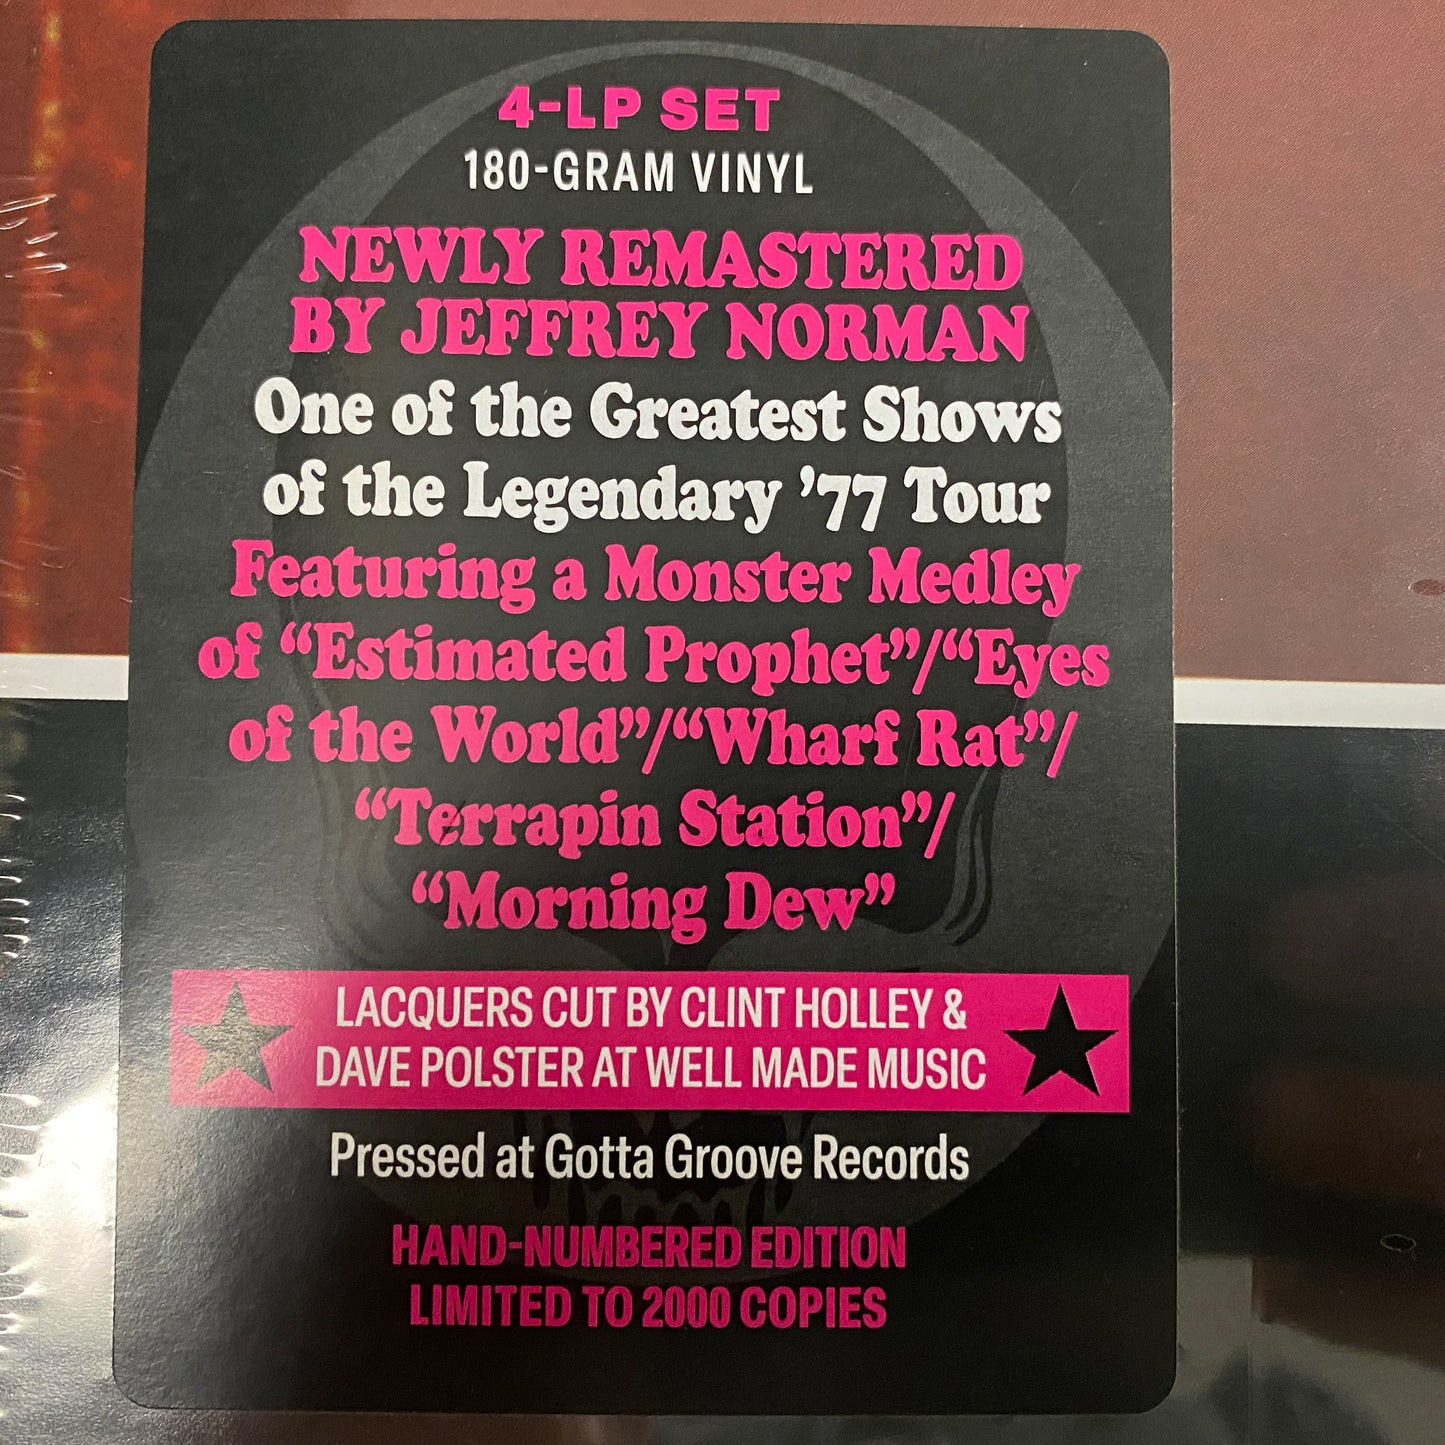 4-LP SET
180-GRAM VINYL
NEWLY REMASTERED
BY JEFFREY NORMAN
One of the Greatest Shows
of the Legendary ’77 Tour
Featuring a Monster Medley
of “Estimated Prophet”/“Eyes
of the World”/“Wharf Rat”/
“Terrapin Station”/
“Morning Dew”
LACQUERS CUT BY CLINT HOLLEY &
DAVE POLSTER AT WELL MADE MUSIC
Pressed at Gotta Groove Records
HAND-NUMBERED EDITION
LIMITED TO 2000 COPIES